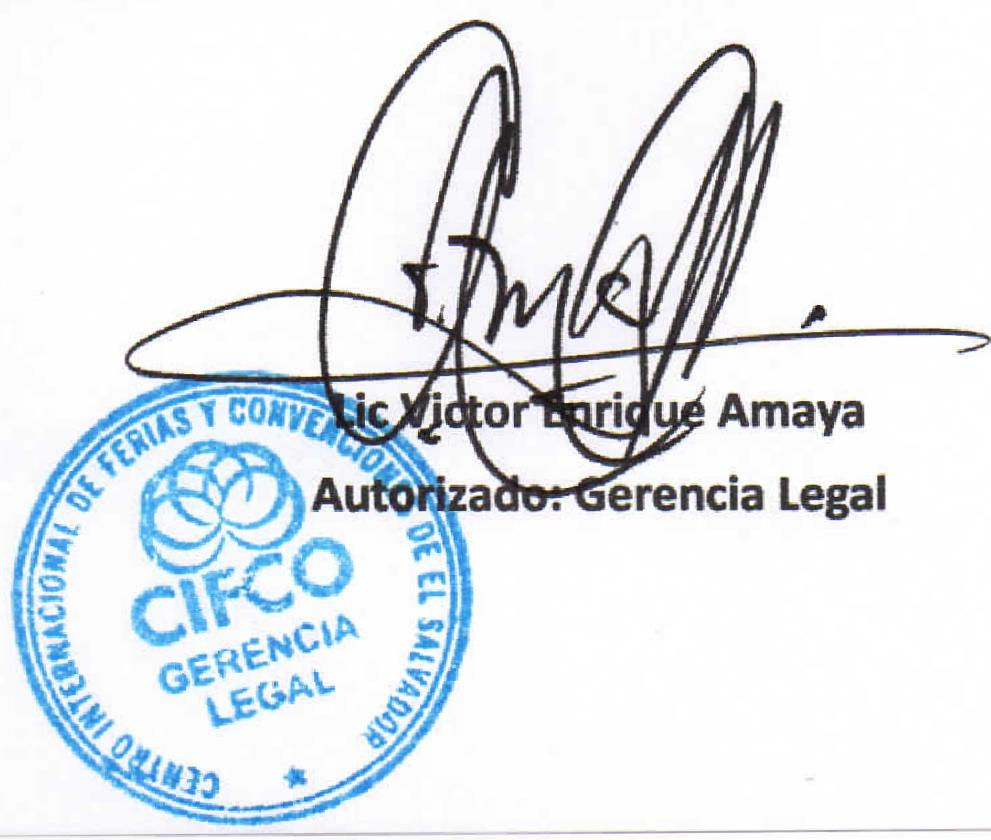 Lic Victor Enrique Amaya
Autorizado: Gerencia Legal
CENTRO INTERNACIONAL DE FERIAS Y CONVENCIONES DE EL SALVADOR
CIFCO
GERENCIA
LEGAL